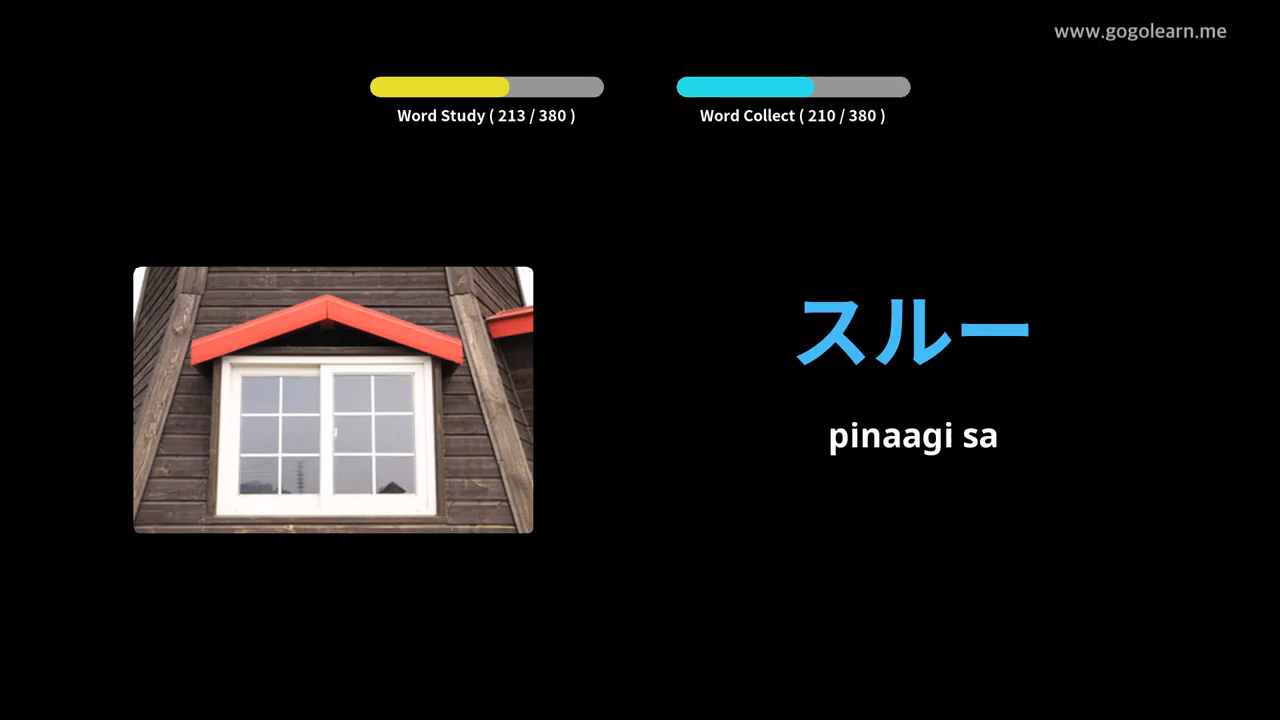 www.gogolearn.me
Word Study ( 213 / 380 )
Word Collect ( 210 / 380 )
スルー
pinaagi sa